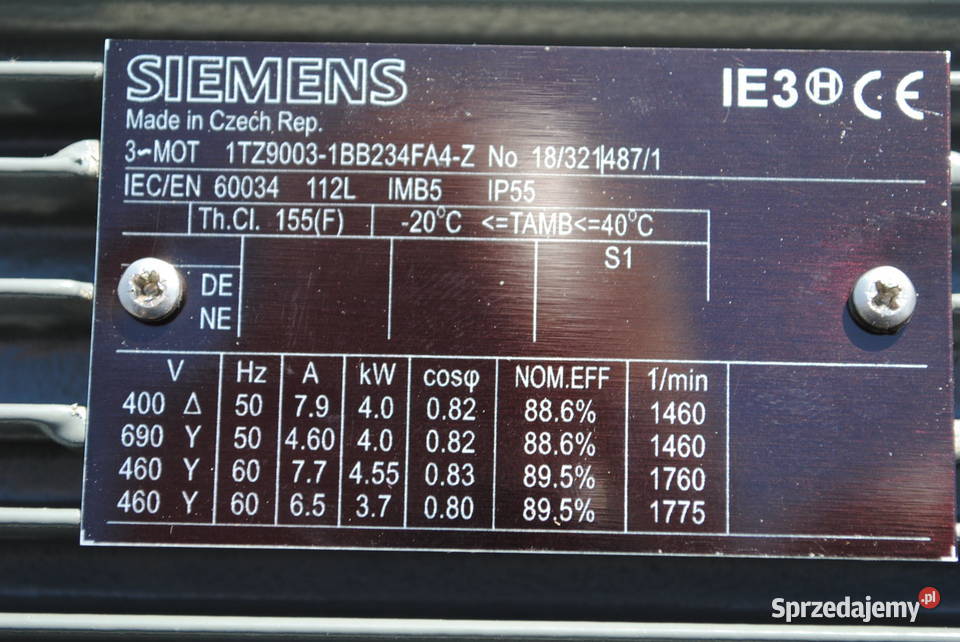 SIEMENS IE3 H CE
Made in Czech Rep.
3~MOT 1TZ9003-1BB234FA4-Z No 18/321487/1
IEC/EN 60034 112L IMB5 IP55
Th.Cl. 155(F) -20°C <=TAMB<=40°C
S1
DE
NE
V Hz A kW cosφ NOM.EFF 1/min
400 Δ 50 7.9 4.0 0.82 88.6% 1460
690 Y 50 4.60 4.0 0.82 88.6% 1460
460 Y 60 7.7 4.55 0.83 89.5% 1760
460 Y 60 6.5 3.7 0.80 89.5% 1775
Sprzedajemy.pl